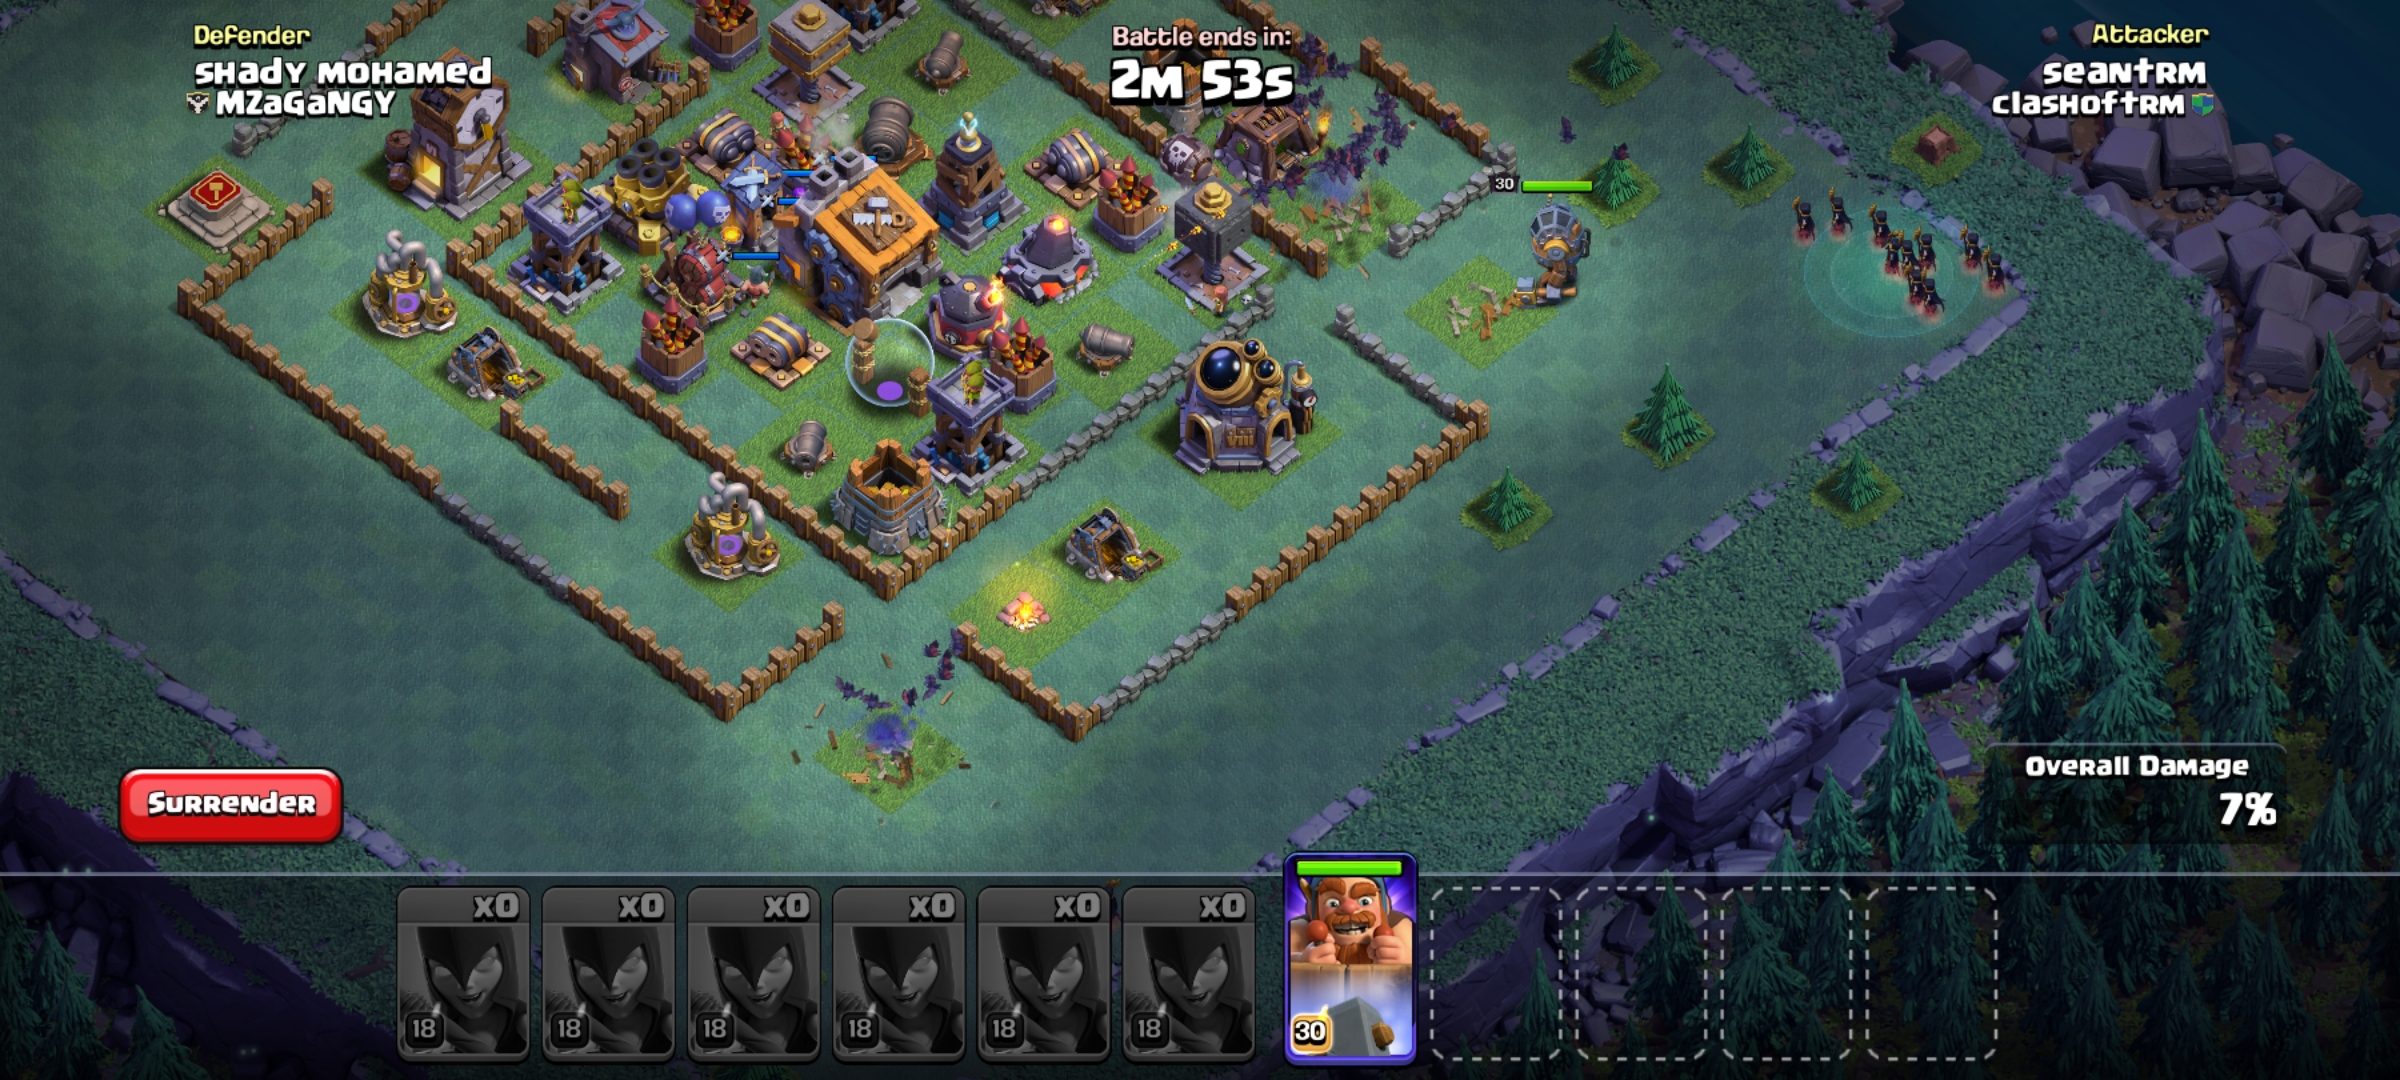 Defender
SHADY MOHAMED
MZAGANGY
Battle ends in:
2M 53S
Attacker
seantrm
clashoftrm
30
VIII
Surrender
Overall Damage
7%
x0
x0
x0
x0
x0
x0
18
18
18
18
18
18
30